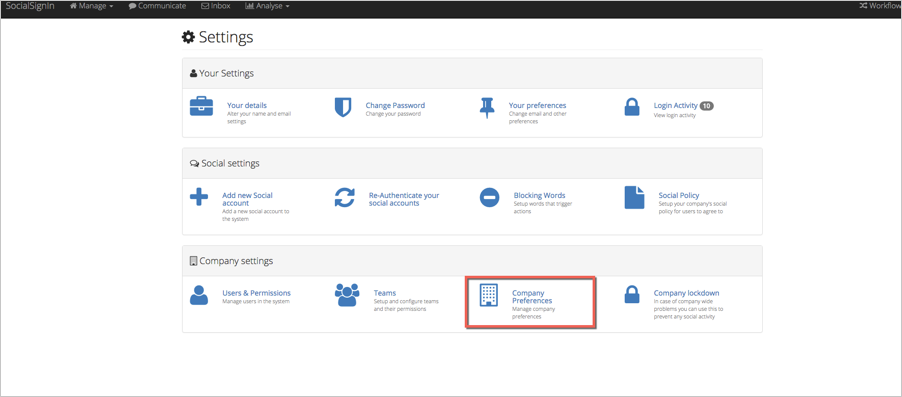 SocialSignIn Manage Communicate Inbox Analyse Workflow
Settings
Your Settings
Your details
Alter your name and email
settings
Change Password
Change your password
Your preferences
Change email and other
preferences
Login Activity 10
View login activity
Social settings
Add new Social
account
Add a new social account to
the system
Re-Authenticate your
social accounts
Blocking Words
Setup words that trigger
actions
Social Policy
Setup your company's social
policy for users to agree to
Company settings
Users & Permissions
Manage users in the system
Teams
Setup and configure teams
and their permissions
Company
Preferences
Manage company
preferences
Company lockdown
In case of company wide
problems you can use this to
prevent any social activity